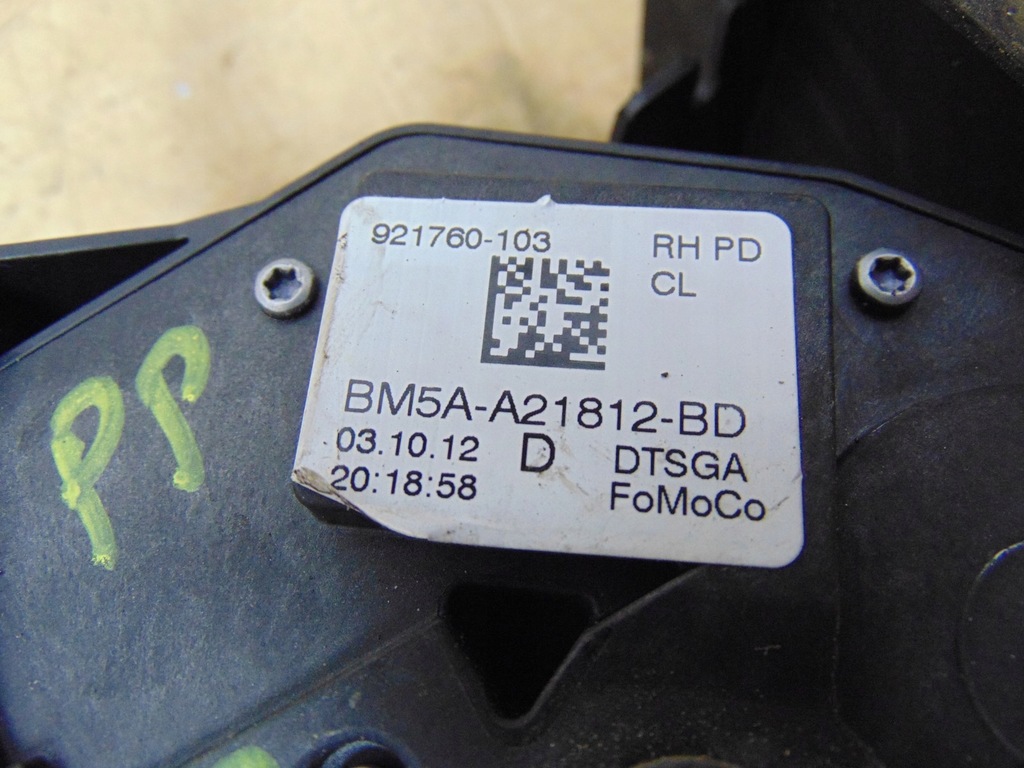 921760-103
RH PD
CL
BM5A-A21812-BD
03.10.12
20:18:58
D
DTSGA
FoMoCo
PP